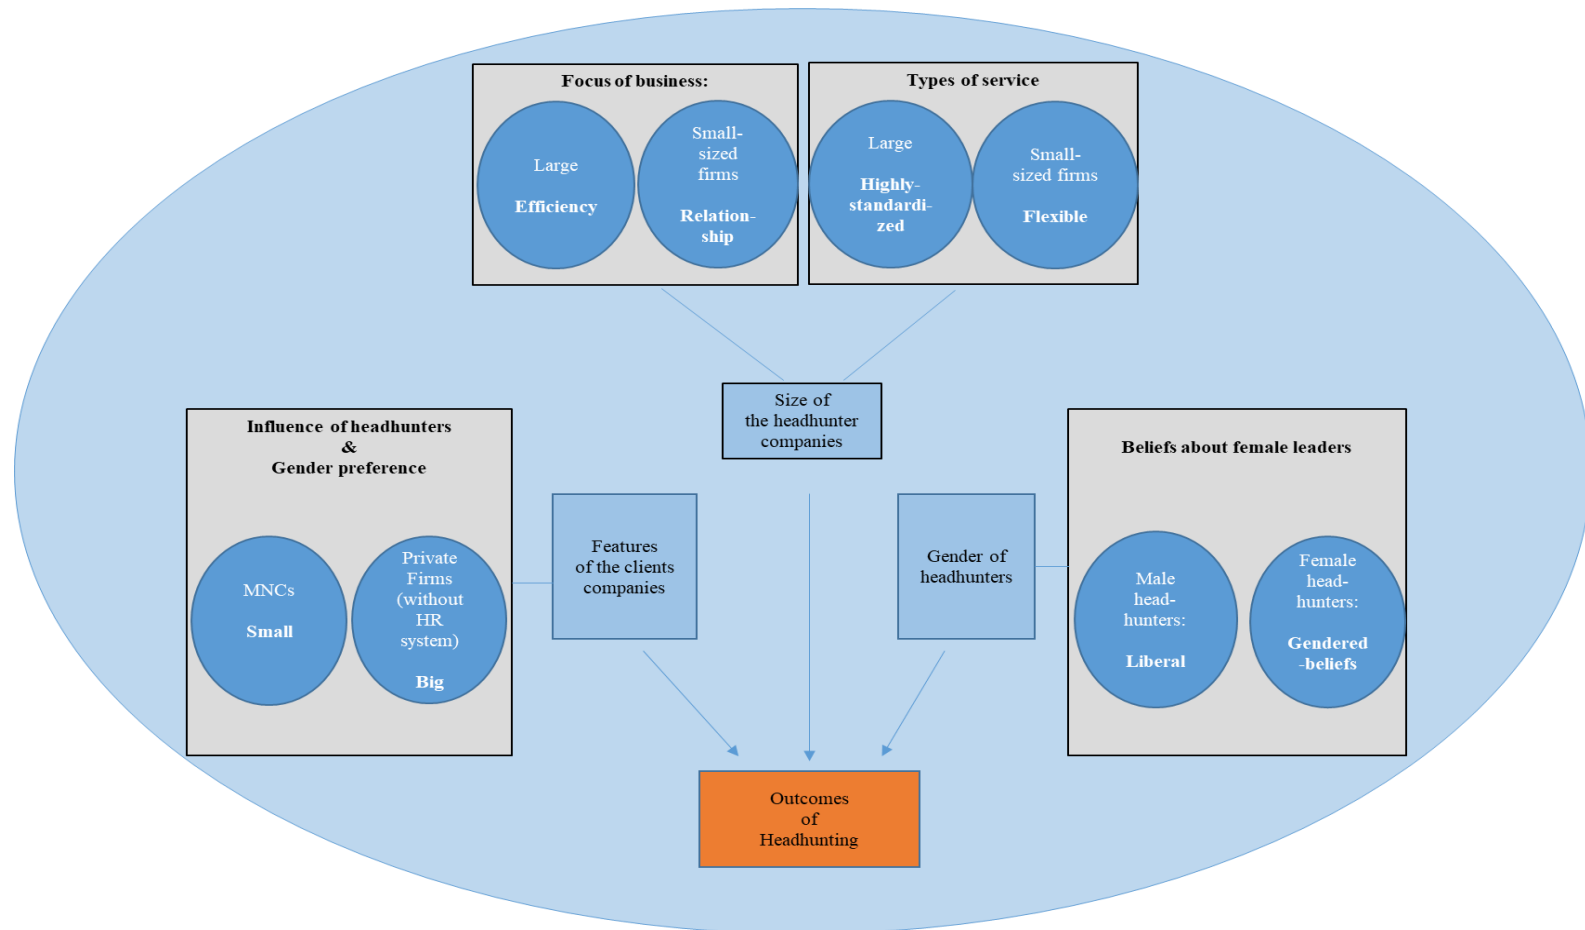 Focus of business:
Large
Efficiency
Small-
sized
firms
Relation-
ship
Types of service
Large
Highly-
standardi-
zed
Small-
sized firms
Flexible
Size of
the headhunter
companies
Influence of headhunters
&
Gender preference
MNCs
Small
Private
Firms
(without
HR
system)
Big
Features
of the clients
companies
Gender of
headhunters
Beliefs about female leaders
Male
head-
hunters:
Liberal
Female
head-
hunters:
Gendered
-beliefs
Outcomes
of
Headhunting